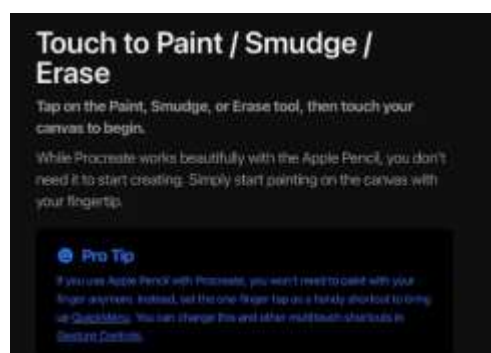 Touch to Paint / Smudge /
Erase
Tap on the Paint, Smudge, or Erase tool, then touch your
canvas to begin.
While Procreate works beautifully with the Apple Pencil, you don't
need it to start creating. Simply start painting on the canvas with
your fingertip.
Pro Tip
If you use Apple Pencil with Procreate, you won't need to paint with your
finger anymore. Instead, set the one-finger tap as a handy shortcut to bring
up QuickMenu. You can change this and other multitouch shortcuts in
Gesture Controls.